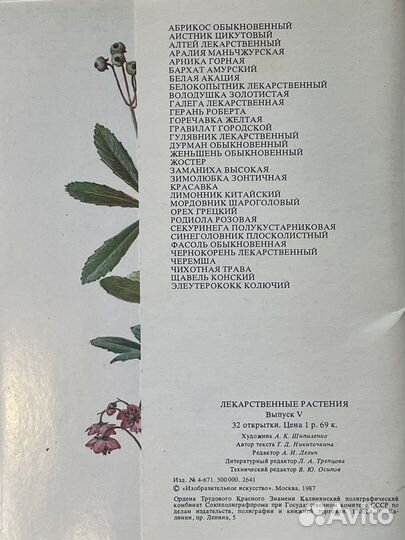 АБРИКОС ОБЫКНОВЕННЫЙ
АИСТНИК ЦИКУТОВЫЙ
АЛТЕЙ ЛЕКАРСТВЕННЫЙ
АРАЛИЯ МАНЬЧЖУРСКАЯ
АРНИКА ГОРНАЯ
БАРХАТ АМУРСКИЙ
БЕЛАЯ АКАЦИЯ
БЕЛОКОПЫТНИК ЛЕКАРСТВЕННЫЙ
ВОЛОДУШКА ЗОЛОТИСТАЯ
ГАЛЕГА ЛЕКАРСТВЕННАЯ
ГЕРАНЬ РОБЕРТА
ГОРЕЧАВКА ЖЕЛТАЯ
ГРАВИЛАТ ГОРОДСКОЙ
ГУЛЯВНИК ЛЕКАРСТВЕННЫЙ
ДУРМАН ОБЫКНОВЕННЫЙ
ЖЕНЬШЕНЬ ОБЫКНОВЕННЫЙ
ЖОСТЕР
ЗАМАНИХА ВЫСОКАЯ
ЗИМОЛЮБКА ЗОНТИЧНАЯ
КРАСАВКА
ЛИМОННИК КИТАЙСКИЙ
МОРДОВНИК ШАРОГОЛОВЫЙ
ОРЕХ ГРЕЦКИЙ
РОДИОЛА РОЗОВАЯ
СЕКУРИНЕГА ПОЛУКУСТАРНИКОВАЯ
СИНЕГОЛОВНИК ПЛОСКОЛИСТНЫЙ
ФАСОЛЬ ОБЫКНОВЕННАЯ
ЧЕРНОКОРЕНЬ ЛЕКАРСТВЕННЫЙ
ЧЕРЕМША
ЧИХОТНАЯ ТРАВА
ЩАВЕЛЬ КОНСКИЙ
ЭЛЕУТЕРОКОКК КОЛЮЧИЙ
ЛЕКАРСТВЕННЫЕ РАСТЕНИЯ
Выпуск V
32 открытки. Цена 1 р. 69 к.
Художник А. К. Шипиленко
Автор текста Т. Д. Никиточкина
Редактор А. И. Левин
Литературный редактор Л. А. Трепцова
Технический редактор В. Ю. Осипов
Изд. № 4-671. 500 000. 2641
© «Изобразительное искусство». Москва. 1987
Ордена Трудового Красного Знамени Калининский полиграфический
комбинат Союзполиграфпрома при Государственном комитете СССР по
делам издательств, полиграфии и книжной торговли.
линин, пр. Ленина, 5
Avito